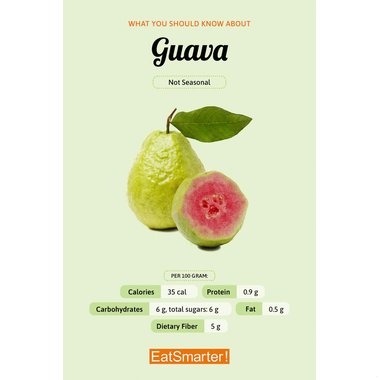 WHAT YOU SHOULD KNOW ABOUT
Guava
Not Seasonal
PER 100 GRAM:
Calories 35 cal Protein 0.9 g
Carbohydrates 6 g, total sugars: 6 g Fat 0.5 g
Dietary Fiber 5 g
EatSmarter!